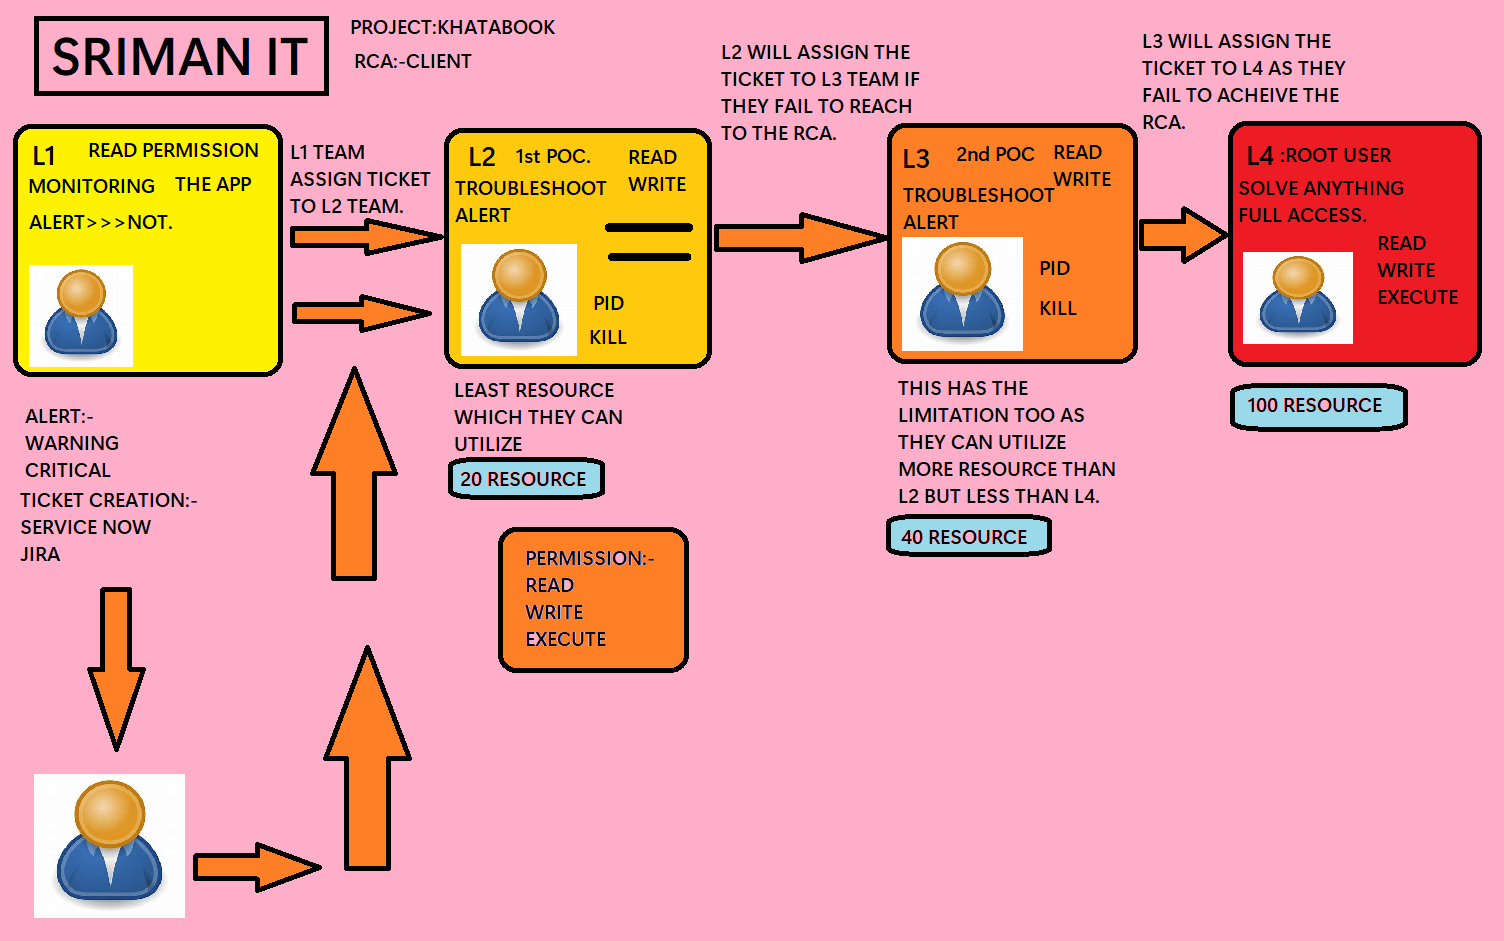 SRIMAN IT
PROJECT:KHATABOOK
RCA:-CLIENT
L1 READ PERMISSION
MONITORING THE APP
ALERT>>>NOT.
L1 TEAM
ASSIGN TICKET
TO L2 TEAM.
L2 1st POC. READ
WRITE
TROUBLESHOOT
ALERT
PID
KILL
L2 WILL ASSIGN THE
TICKET TO L3 TEAM IF
THEY FAIL TO REACH
TO THE RCA.
L3 2nd POC READ
WRITE
TROUBLESHOOT
ALERT
PID
KILL
L3 WILL ASSIGN THE
TICKET TO L4 AS THEY
FAIL TO ACHEIVE THE
RCA.
L4 :ROOT USER
SOLVE ANYTHING
FULL ACCESS.
READ
WRITE
EXECUTE
ALERT:-
WARNING
CRITICAL
TICKET CREATION:-
SERVICE NOW
JIRA
LEAST RESOURCE
WHICH THEY CAN
UTILIZE
20 RESOURCE
PERMISSION:-
READ
WRITE
EXECUTE
THIS HAS THE
LIMITATION TOO AS
THEY CAN UTILIZE
MORE RESOURCE THAN
L2 BUT LESS THAN L4.
40 RESOURCE
100 RESOURCE